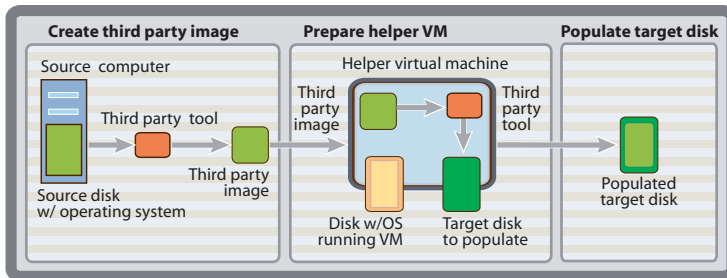 Create third party image
Source computer
Third party tool
Third party
image
Source disk
w/ operating system
Prepare helper VM
Helper virtual machine
Third
party
image
Third
party
tool
Disk w/OS
running VM
Target disk
to populate
Populate target disk
Populated
target disk